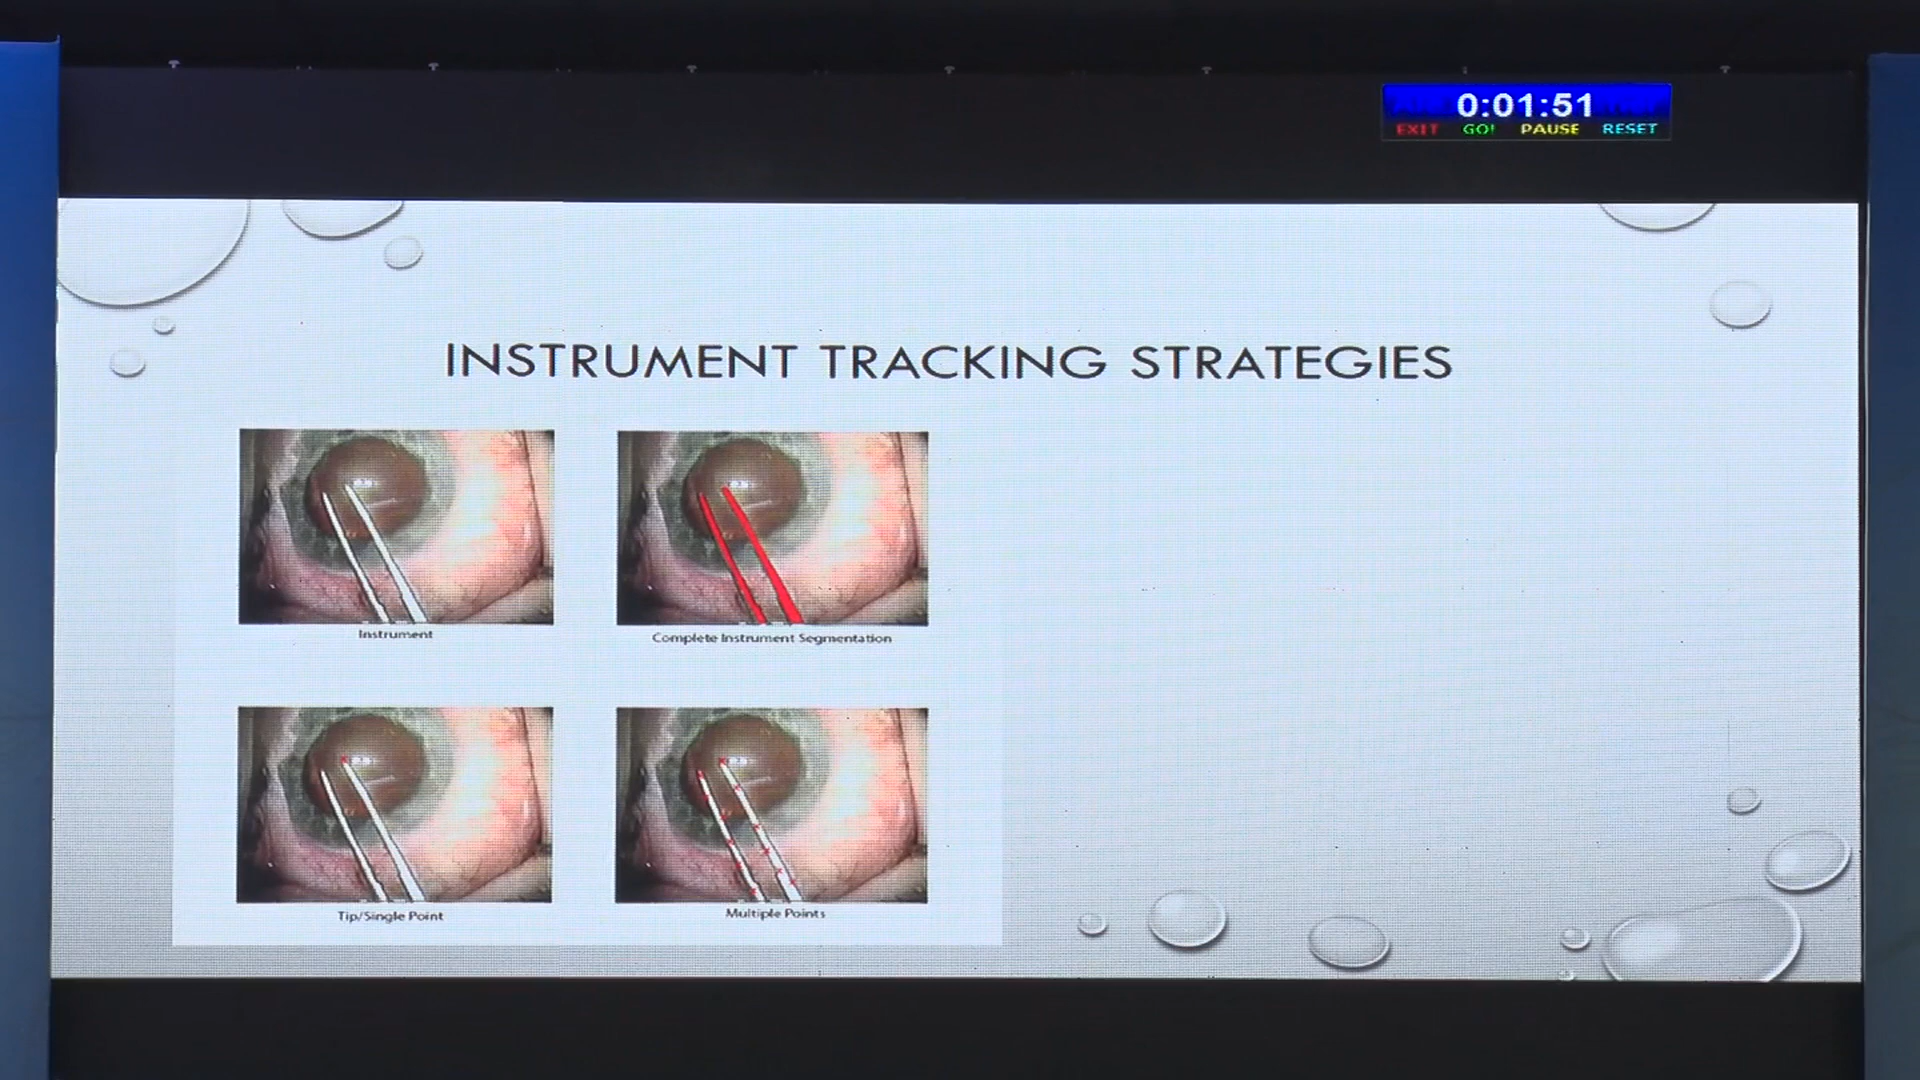 0:01:51
EXIT GO! PAUSE RESET
INSTRUMENT TRACKING STRATEGIES
Instrument
Complete Instrument Segmentation
Tip/Single Point
Multiple Points